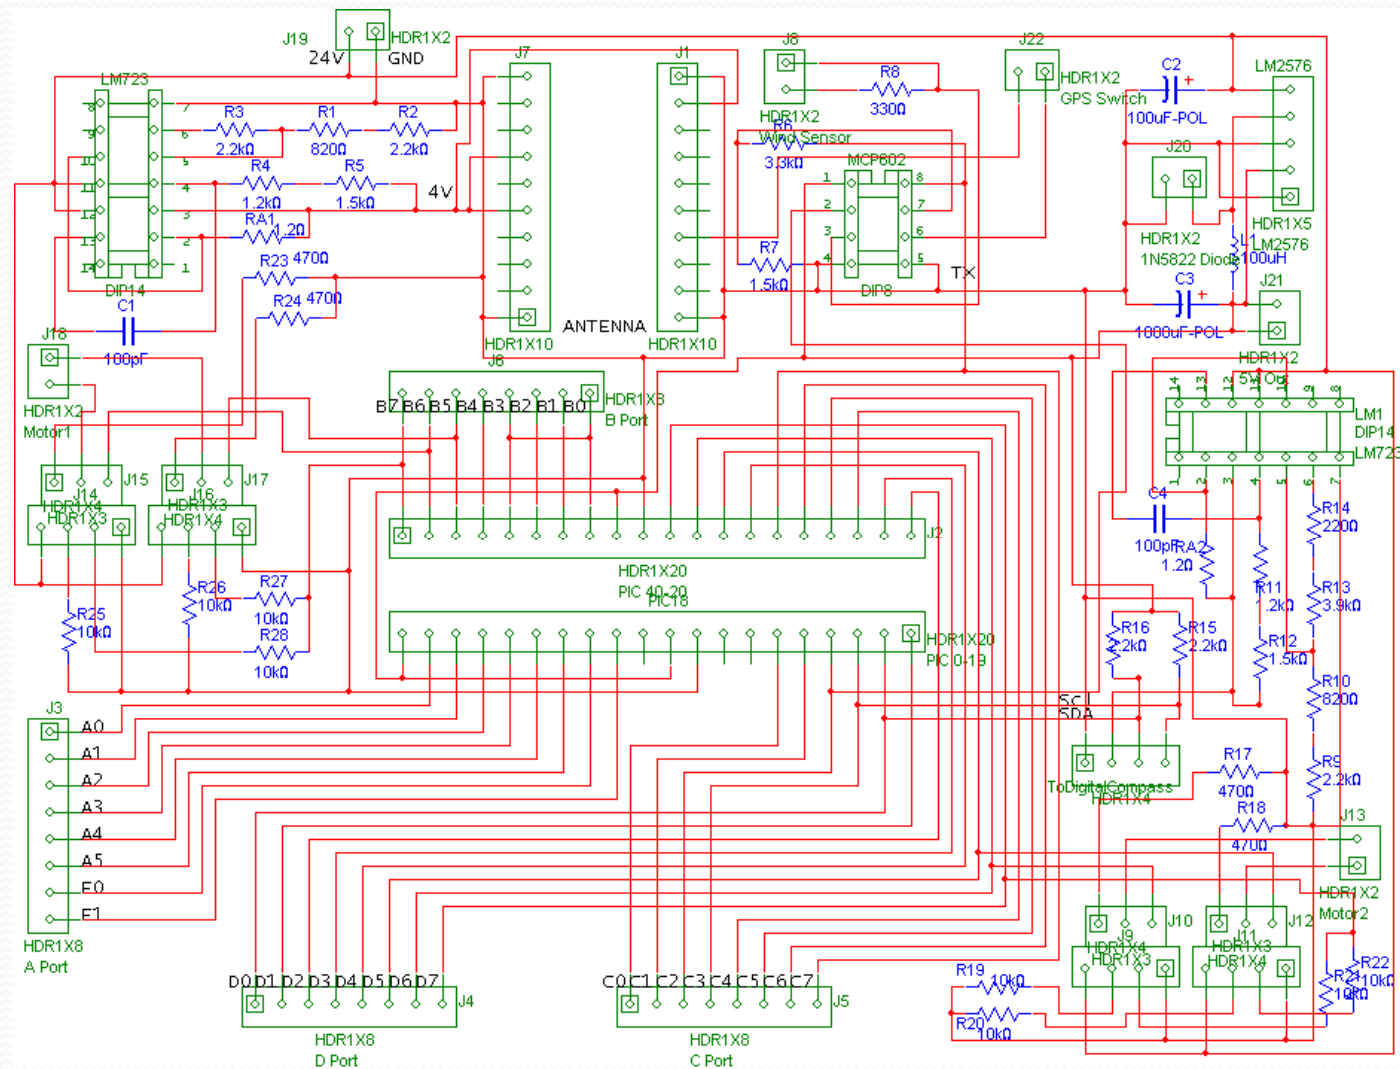 J19
HDR1X2
24V
GND
LM723
J7
J1
J8
R8
330Ω
HDR1X2
Wind Sensor
J22
HDR1X2
GPS Switch
C2
100uF-POL
LM2576
R3
2.2kΩ
R1
820Ω
R2
2.2kΩ
R4
1.2kΩ
R5
1.5kΩ
4V
RA1
1.2Ω
R6
3.3kΩ
MCP602
R7
1.5kΩ
DIP8
TX
J20
HDR1X2
1N5822 Diode
HDR1X5
LM2576
L1
100uH
R23 470Ω
R24 470Ω
DIP14
C1
100pF
ANTENNA
HDR1X10
HDR1X10
C3
1000uF-POL
J21
HDR1X2
5V Out
J18
HDR1X2
Motor1
J6
B7 B6 B5 B4 B3 B2 B1 B0
HDR1X8
B Port
LM1
DIP14
LM723
J14
J15
HDR1X4
HDR1X3
J16
J17
HDR1X3
HDR1X4
J2
HDR1X20
PIC 40-20
PIC18
HDR1X20
PIC 0-19
C4
100pF
RA2
1.2Ω
R14
220Ω
R11
1.2kΩ
R13
3.9kΩ
R25
10kΩ
R26
10kΩ
R27
10kΩ
R28
10kΩ
R16
2.2kΩ
R15
2.2kΩ
R12
1.5kΩ
R10
820Ω
R9
2.2kΩ
SCL
SDA
ToDigitalCompass
HDR1X4
R17
470Ω
R18
470Ω
J13
HDR1X2
Motor2
J3
A0
A1
A2
A3
A4
A5
E0
E1
HDR1X8
A Port
J9
J10
HDR1X4
HDR1X3
J11
J12
HDR1X3
HDR1X4
R19
10kΩ
R20
10kΩ
R21
10kΩ
R22
10kΩ
D0 D1 D2 D3 D4 D5 D6 D7
J4
HDR1X8
D Port
C0 C1 C2 C3 C4 C5 C6 C7
J5
HDR1X8
C Port